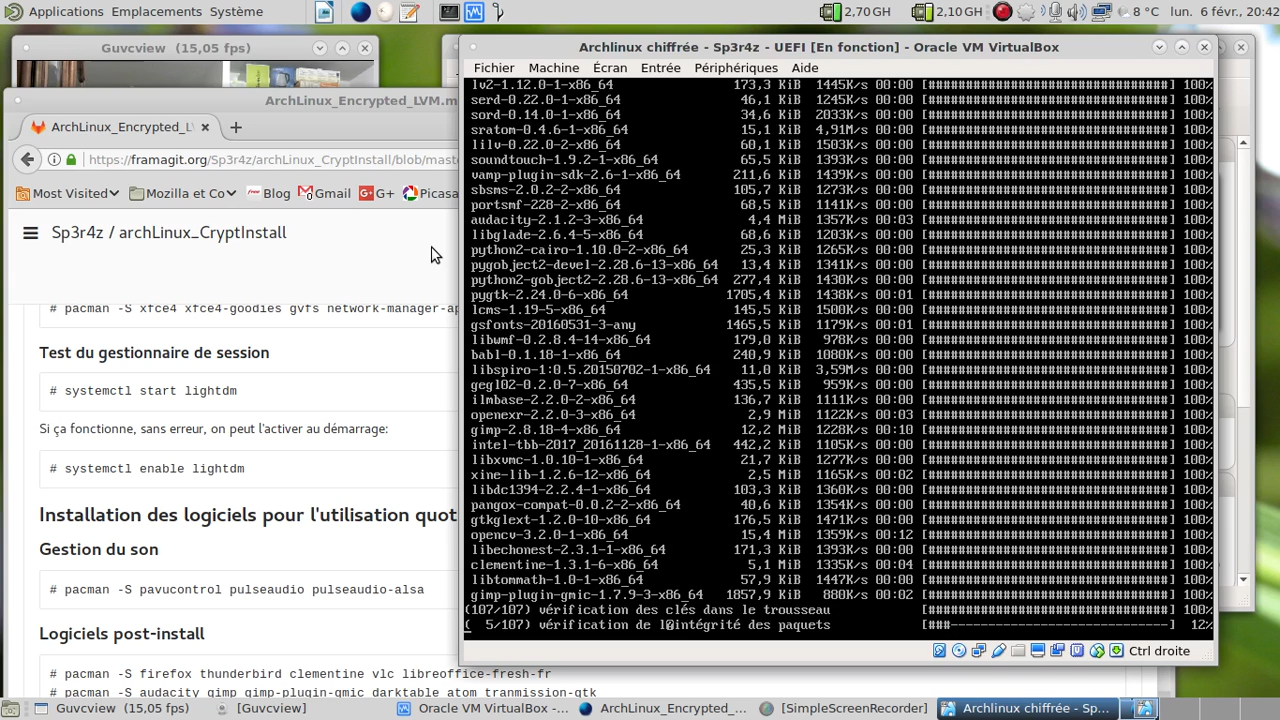 Applications Emplacements Système
2,70 GH
2,10 GH
8 °C
lun. 6 févr., 20:42
Guvcview (15,05 fps)
ArchLinux_Encrypted_LVM.m
ArchLinux_Encrypted_L
https://framagit.org/Sp3r4z/archLinux_CryptInstall/blob/mast
Most Visited Mozilla et Co Blog Gmail G+ Picasa
Sp3r4z / archLinux_CryptInstall
# pacman -S xfce4 xfce4-goodies gvfs network-manager-ap
Test du gestionnaire de session
# systemctl start lightdm
Si ça fonctionne, sans erreur, on peut l'activer au démarrage:
# systemctl enable lightdm
Installation des logiciels pour l'utilisation quot
Gestion du son
# pacman -S pavucontrol pulseaudio pulseaudio-alsa
Logiciels post-install
# pacman -S firefox thunderbird clementine vlc libreoffice-fresh-fr
# pacman -S audacity gimp gimp-plugin-gmic darktable atom tranmission-gtk
Archlinux chiffrée - Sp3r4z - UEFI [En fonction] - Oracle VM VirtualBox
Fichier Machine Écran Entrée Périphériques Aide
lv2-1.12.0-1-x86_64 173,3 KiB 1445K/s 00:00 [########################] 100%
serd-0.22.0-1-x86_64 46,1 KiB 1245K/s 00:00 [########################] 100%
sord-0.14.0-1-x86_64 34,6 KiB 2033K/s 00:00 [########################] 100%
sratom-0.4.6-1-x86_64 15,1 KiB 4,91M/s 00:00 [########################] 100%
lilv-0.22.0-2-x86_64 60,1 KiB 1503K/s 00:00 [########################] 100%
soundtouch-1.9.2-1-x86_64 65,5 KiB 1393K/s 00:00 [########################] 100%
vamp-plugin-sdk-2.6-1-x86_64 211,6 KiB 1439K/s 00:00 [########################] 100%
sbsms-2.0.2-2-x86_64 105,7 KiB 1273K/s 00:00 [########################] 100%
portsmf-228-2-x86_64 68,5 KiB 1141K/s 00:00 [########################] 100%
audacity-2.1.2-3-x86_64 4,4 MiB 1357K/s 00:03 [########################] 100%
libglade-2.6.4-5-x86_64 68,6 KiB 1203K/s 00:00 [########################] 100%
python2-cairo-1.10.0-2-x86_64 25,3 KiB 1265K/s 00:00 [########################] 100%
pygobject2-devel-2.28.6-13-x86_64 13,4 KiB 1341K/s 00:00 [########################] 100%
python2-gobject2-2.28.6-13-x86_64 277,4 KiB 1430K/s 00:00 [########################] 100%
pygtk-2.24.0-6-x86_64 1705,4 KiB 1438K/s 00:01 [########################] 100%
lcms-1.19-5-x86_64 145,5 KiB 1500K/s 00:00 [########################] 100%
gsfonts-20160531-3-any 1465,5 KiB 1179K/s 00:01 [########################] 100%
libwmf-0.2.8.4-14-x86_64 179,0 KiB 978K/s 00:00 [########################] 100%
babl-0.1.18-1-x86_64 240,9 KiB 1080K/s 00:00 [########################] 100%
libspiro-1:0.5.20150702-1-x86_64 11,0 KiB 3,59M/s 00:00 [########################] 100%
gegl02-0.2.0-7-x86_64 435,5 KiB 959K/s 00:00 [########################] 100%
ilmbase-2.2.0-2-x86_64 136,7 KiB 1111K/s 00:00 [########################] 100%
openexr-2.2.0-3-x86_64 2,9 MiB 1122K/s 00:03 [########################] 100%
gimp-2.8.18-4-x86_64 12,2 MiB 1228K/s 00:10 [########################] 100%
intel-tbb-2017_20161128-1-x86_64 442,2 KiB 1105K/s 00:00 [########################] 100%
libxvmc-1.0.10-1-x86_64 21,7 KiB 1277K/s 00:00 [########################] 100%
xine-lib-1.2.6-12-x86_64 2,5 MiB 1165K/s 00:02 [########################] 100%
libdc1394-2.2.4-1-x86_64 103,3 KiB 1360K/s 00:00 [########################] 100%
pangox-compat-0.0.2-2-x86_64 40,6 KiB 1354K/s 00:00 [########################] 100%
gtkglext-1.2.0-10-x86_64 176,5 KiB 1471K/s 00:00 [########################] 100%
opencv-3.2.0-1-x86_64 15,4 MiB 1359K/s 00:12 [########################] 100%
libechonest-2.3.1-1-x86_64 171,3 KiB 1339K/s 00:00 [########################] 100%
clementine-1.3.1-6-x86_64 5,1 MiB 1335K/s 00:04 [########################] 100%
libtommath-1.0-1-x86_64 57,9 KiB 1447K/s 00:00 [########################] 100%
gimp-plugin-gmic-1.7.9-3-x86_64 1857,9 KiB 880K/s 00:02 [########################] 100%
(107/107) vérification des clés dans le trousseau [########################] 100%
( 5/107) vérification de l intégrité des paquets [###---------------------] 12%
Ctrl droite
Guvcview (15,05 fps)
[Guvcview]
Oracle VM VirtualBox -...
ArchLinux_Encrypted_...
[SimpleScreenRecorder]
Archlinux chiffrée - Sp...